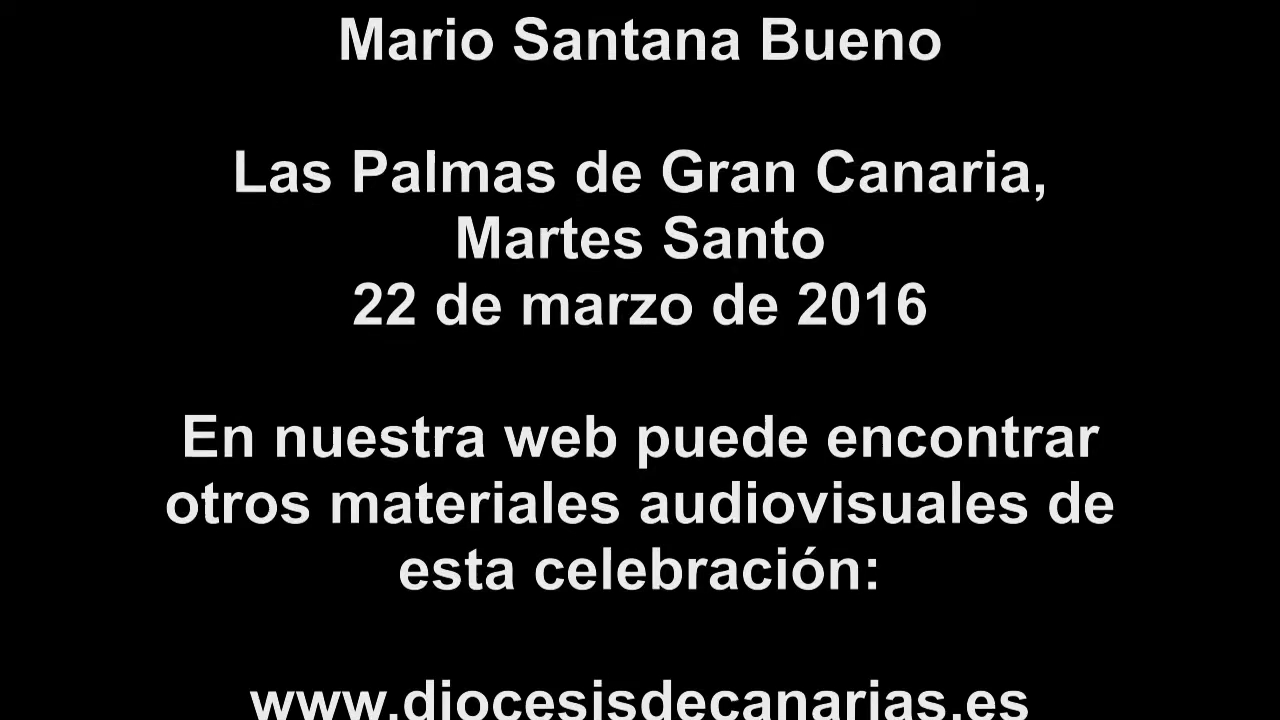 Mario Santana Bueno
Las Palmas de Gran Canaria,
Martes Santo
22 de marzo de 2016
En nuestra web puede encontrar
otros materiales audiovisuales de
esta celebración:
www.diocesisdecanarias.es